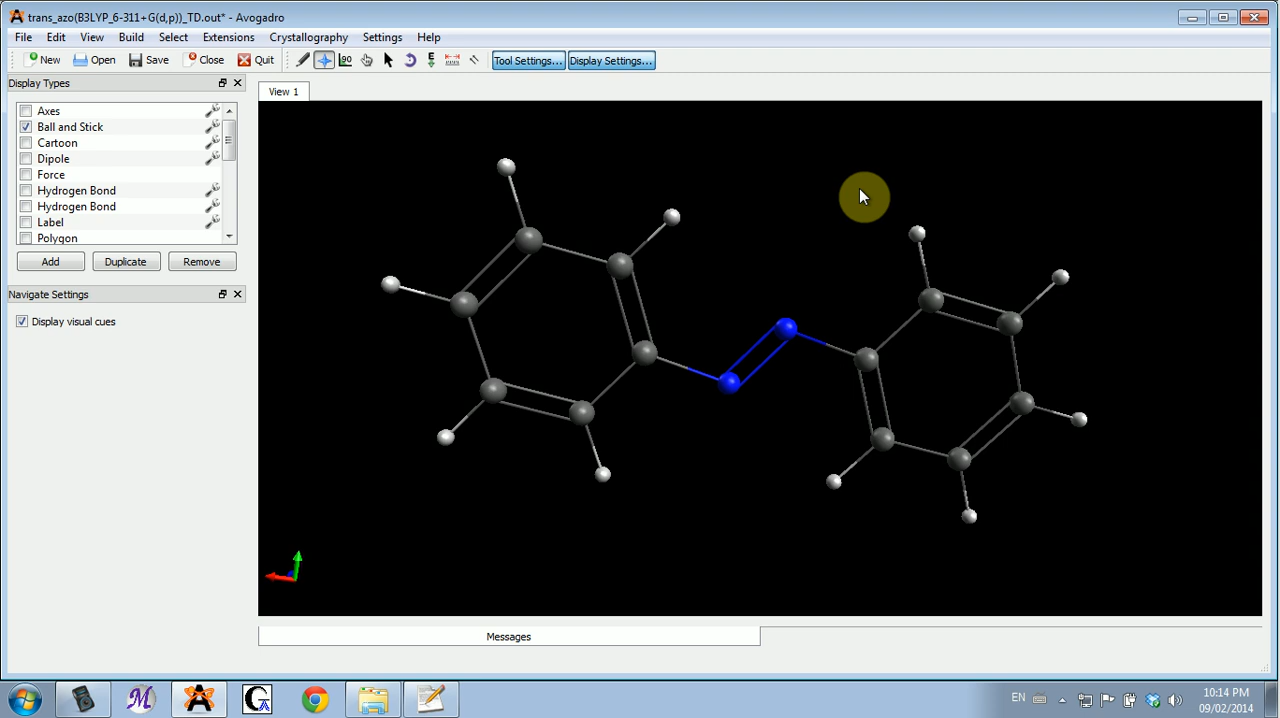 trans_azo(B3LYP_6-311+G(d,p))_TD.out* - Avogadro
File Edit View Build Select Extensions Crystallography Settings Help
New Open Save Close Quit 90 E Tool Settings... Display Settings...
Display Types
View 1
Axes
Ball and Stick
Cartoon
Dipole
Force
Hydrogen Bond
Hydrogen Bond
Label
Polygon
Add Duplicate Remove
Navigate Settings
Display visual cues
Messages
EN
10:14 PM
09/02/2014